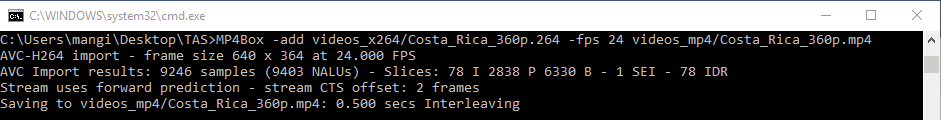 C:\WINDOWS\system32\cmd.exe
C:\Users\mangi\Desktop\TAS>MP4Box -add videos_x264/Costa_Rica_360p.264 -fps 24 videos_mp4/Costa_Rica_360p.mp4
AVC-H264 import - frame size 640 x 364 at 24.000 FPS
AVC Import results: 9246 samples (9403 NALUs) - Slices: 78 I 2838 P 6330 B - 1 SEI - 78 IDR
Stream uses forward prediction - stream CTS offset: 2 frames
Saving to videos_mp4/Costa_Rica_360p.mp4: 0.500 secs Interleaving